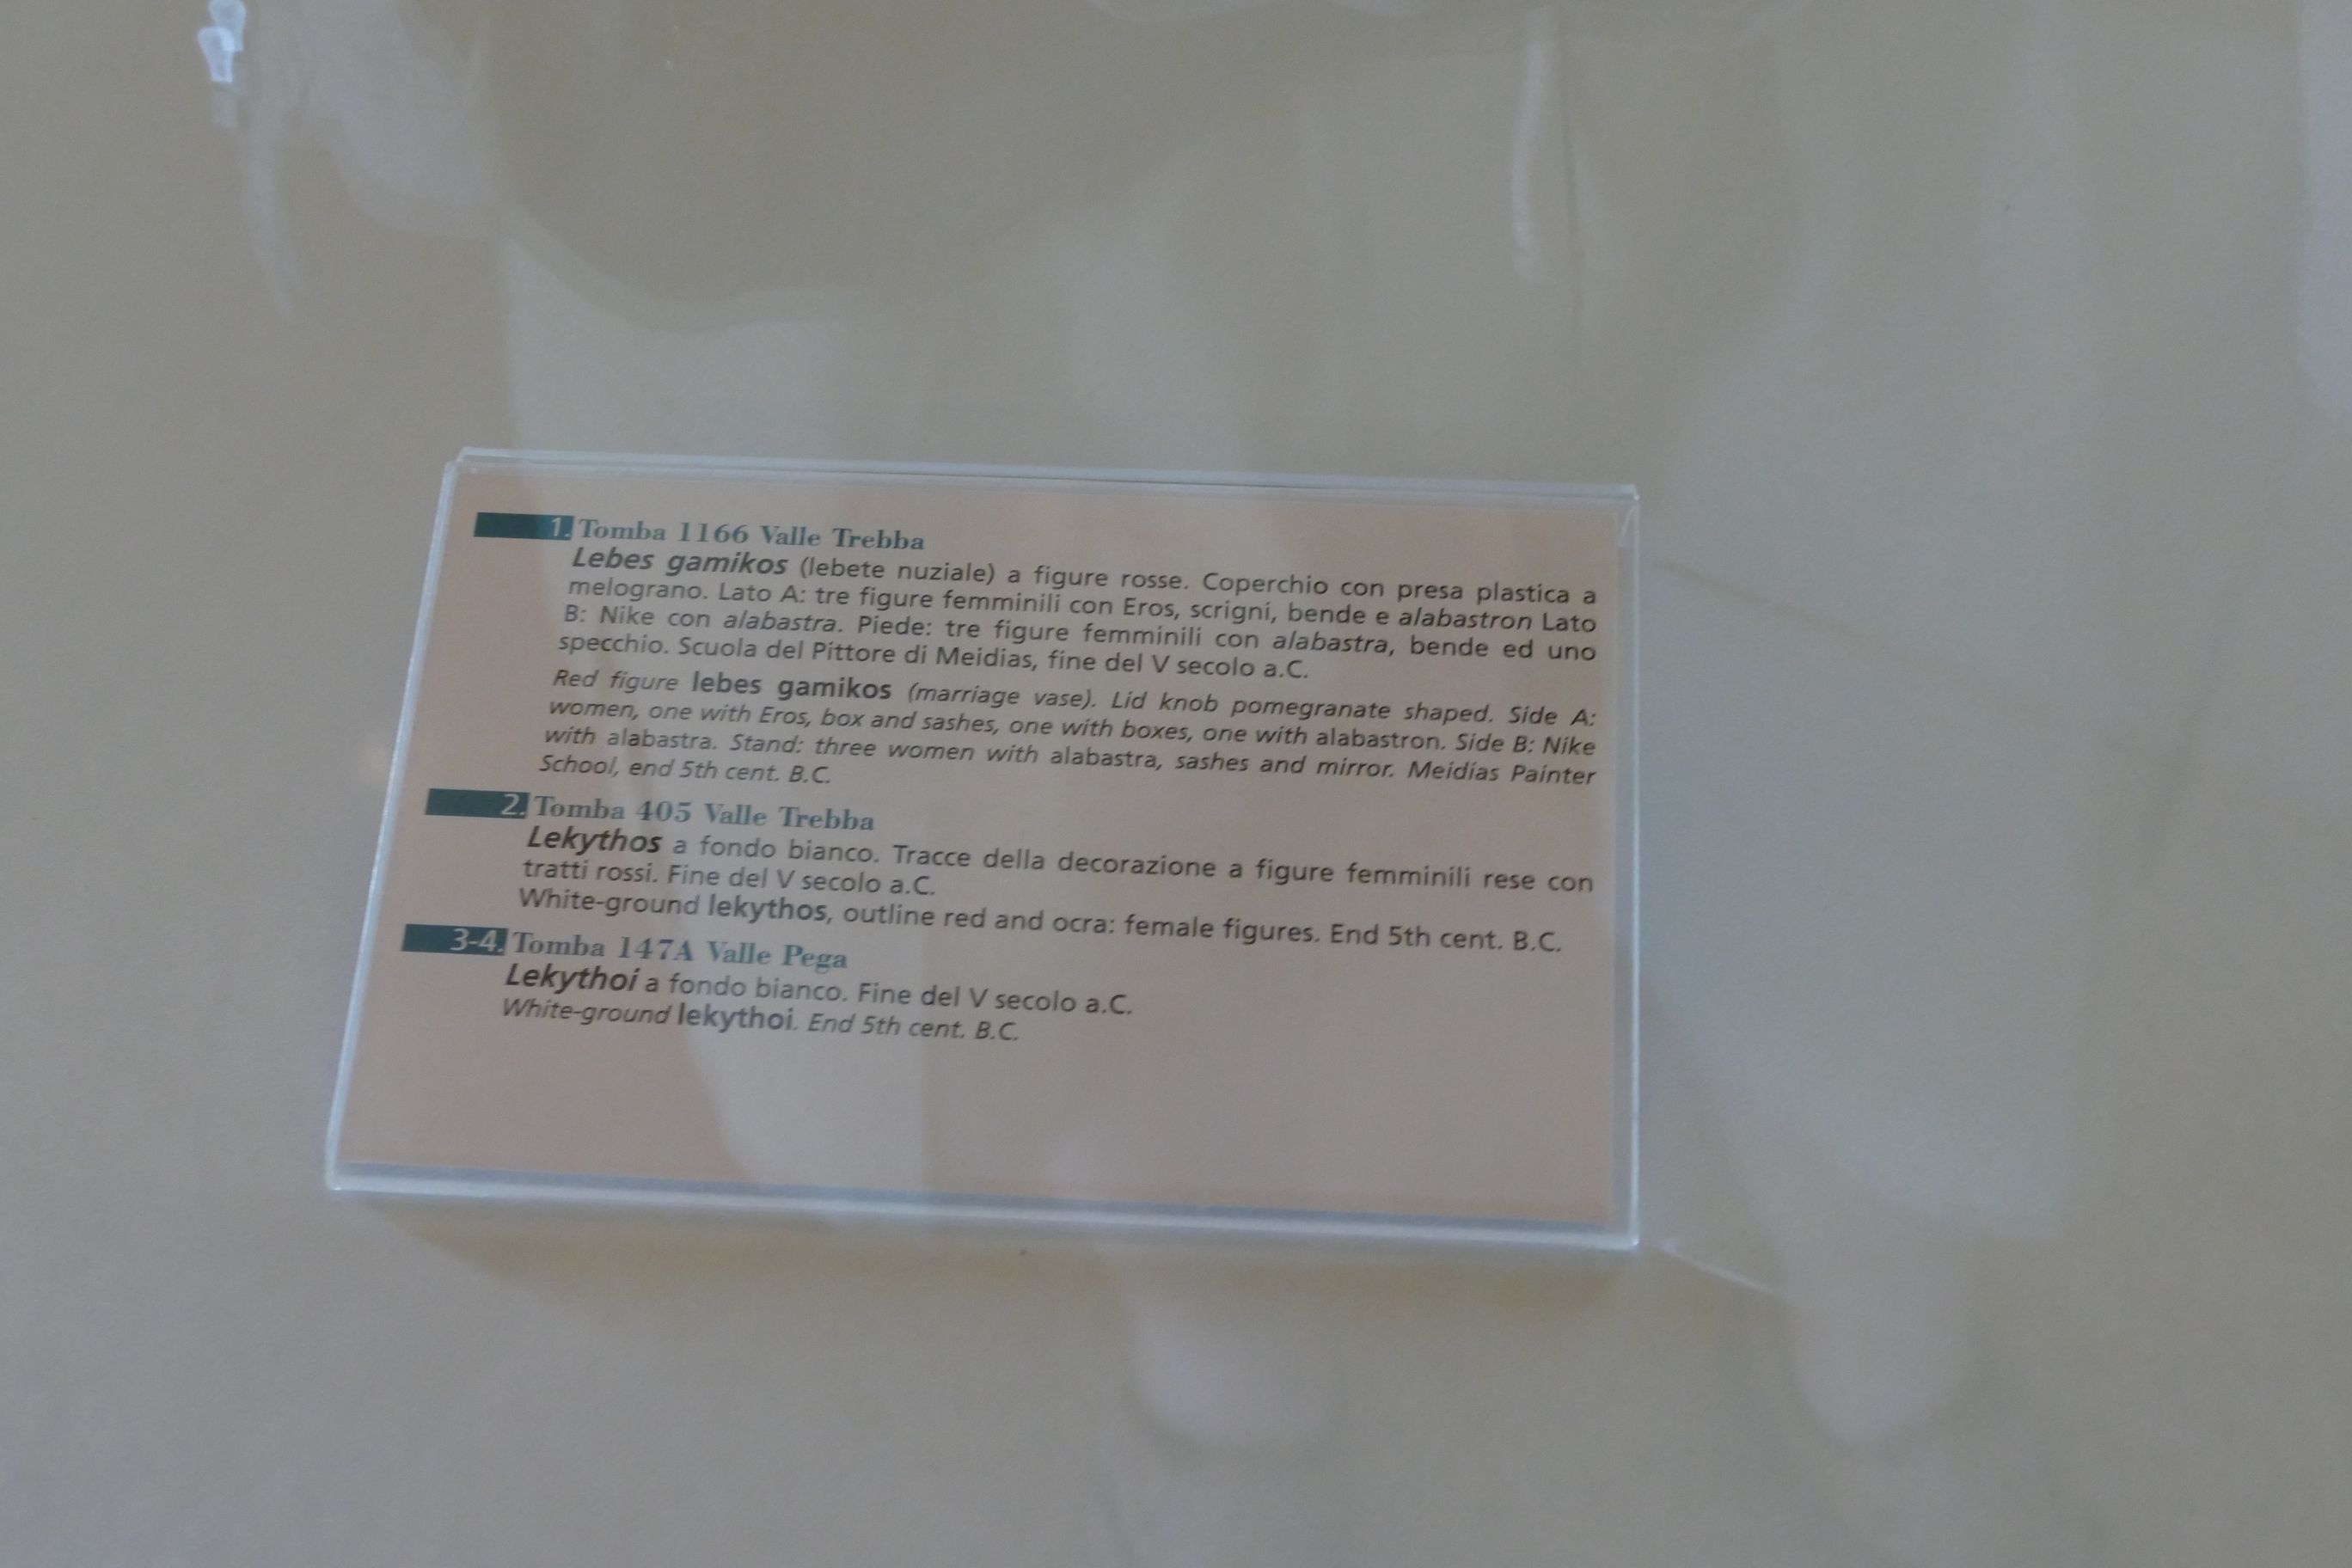 1. Tomba 1166 Valle Trebba
Lebes gamikos (lebete nuziale) a figure rosse. Coperchio con presa plastica a
melograno. Lato A: tre figure femminili con Eros, scrigni, bende e alabastron Lato
B: Nike con alabastra. Piede: tre figure femminili con alabastra, bende ed uno
specchio. Scuola del Pittore di Meidias, fine del V secolo a.C.
Red figure lebes gamikos (marriage vase). Lid knob pomegranate shaped. Side A:
women, one with Eros, box and sashes, one with boxes, one with alabastron. Side B: Nike
with alabastra. Stand: three women with alabastra, sashes and mirror. Meidias Painter
School, end 5th cent. B.C.
2. Tomba 405 Valle Trebba
Lekythos a fondo bianco. Tracce della decorazione a figure femminili rese con
tratti rossi. Fine del V secolo a.C.
White-ground lekythos, outline red and ocra: female figures. End 5th cent. B.C.
3-4. Tomba 147A Valle Pega
Lekythoi a fondo bianco. Fine del V secolo a.C.
White-ground lekythoi. End 5th cent. B.C.